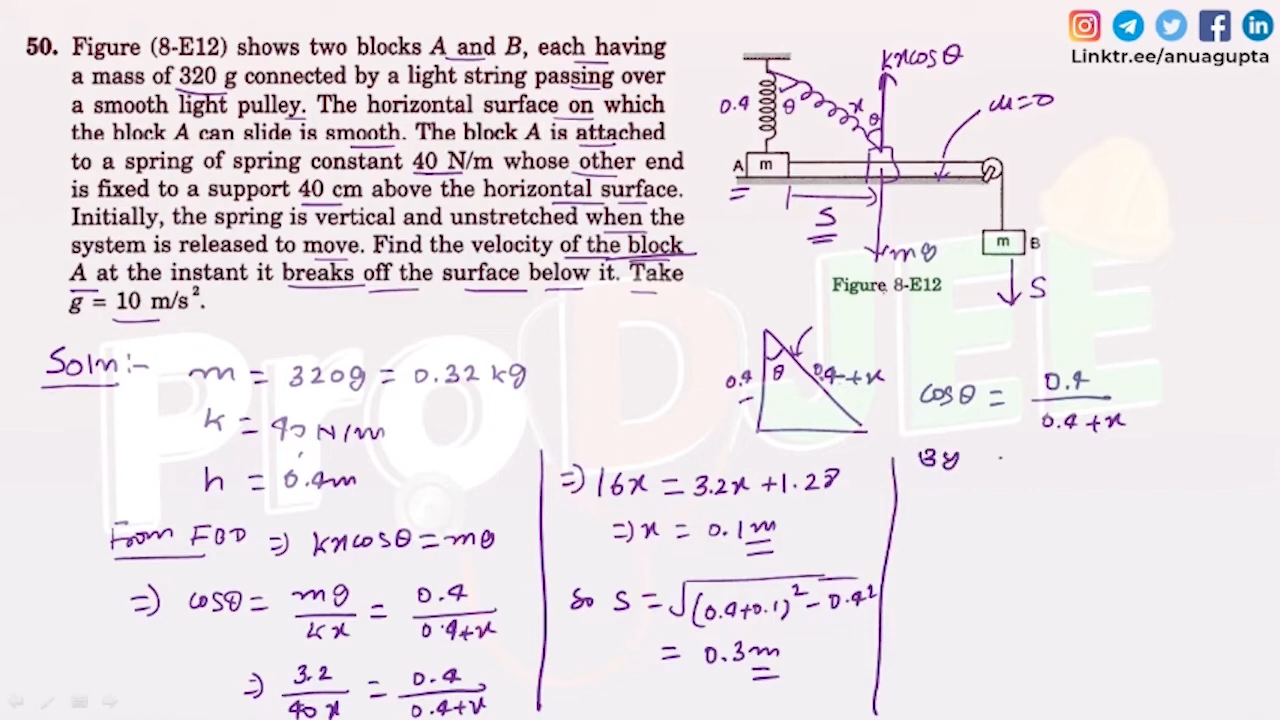 50. Figure (8-E12) shows two blocks A and B, each having
a mass of 320 g connected by a light string passing over
a smooth light pulley. The horizontal surface on which
the block A can slide is smooth. The block A is attached
to a spring of spring constant 40 N/m whose other end
is fixed to a support 40 cm above the horizontal surface.
Initially, the spring is vertical and unstretched when the
system is released to move. Find the velocity of the block
A at the instant it breaks off the surface below it. Take
g = 10 m/s².
Linktr.ee/anuagupta
kxcosθ
0.4 θ x θ μ=0
A m
S
m B
mg
S
Figure 8-E12
ProDJEE
Soln:-
m = 320g = 0.32 kg
k = 40 N/m
h = 0.4m
From FBD ⇒ kxcosθ = mg
⇒ cosθ = mg/kx = 0.4/0.4+x
⇒ 3.2/40x = 0.4/0.4+x
0.4 θ 0.4+x
cosθ = 0.4/0.4+x
⇒ 16x = 3.2x + 1.28
⇒ x = 0.1m
So S = √(0.4+0.1)² - 0.4²
= 0.3m
By